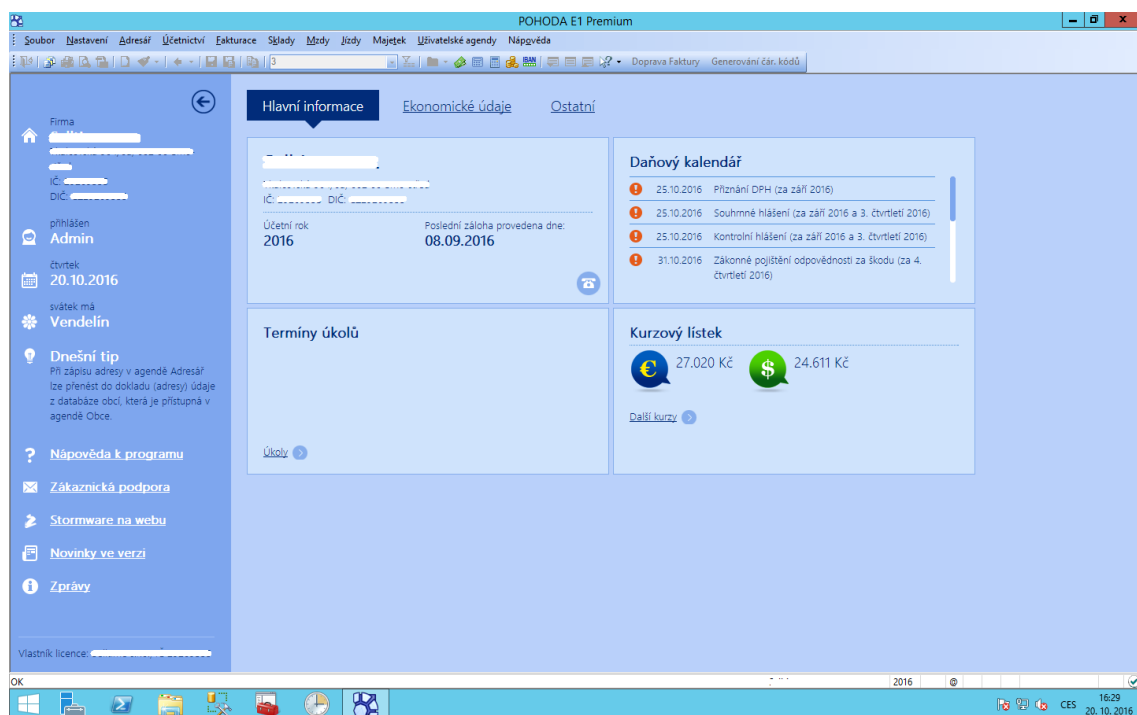 POHODA E1 Premium
Soubor Nastavení Adresář Účetnictví Fakturace Sklady Mzdy Jízdy Majetek Uživatelské agendy Nápověda
3 IBAN Doprava Faktury Generování čár. kódů
Firma
IČ:
DIČ:
přihlášen
Admin
čtvrtek
20.10.2016
svátek má
Vendelín
Dnešní tip
Při zápisu adresy v agendě Adresář
lze přenést do dokladu (adresy) údaje
z databáze obcí, která je přístupná v
agendě Obce.
Nápověda k programu
Zákaznická podpora
Stormware na webu
Novinky ve verzi
Zprávy
Vlastník licence:
Hlavní informace Ekonomické údaje Ostatní
IČ: DIČ:
Účetní rok
2016
Poslední záloha provedena dne:
08.09.2016
Daňový kalendář
25.10.2016 Přiznání DPH (za září 2016)
25.10.2016 Souhrnné hlášení (za září 2016 a 3. čtvrtletí 2016)
25.10.2016 Kontrolní hlášení (za září 2016 a 3. čtvrtletí 2016)
31.10.2016 Zákonné pojištění odpovědnosti za škodu (za 4.
čtvrtletí 2016)
Termíny úkolů
Úkoly
Kurzový lístek
€ 27.020 Kč $ 24.611 Kč
Další kurzy
OK 2016 @
CES 16:29
20. 10. 2016